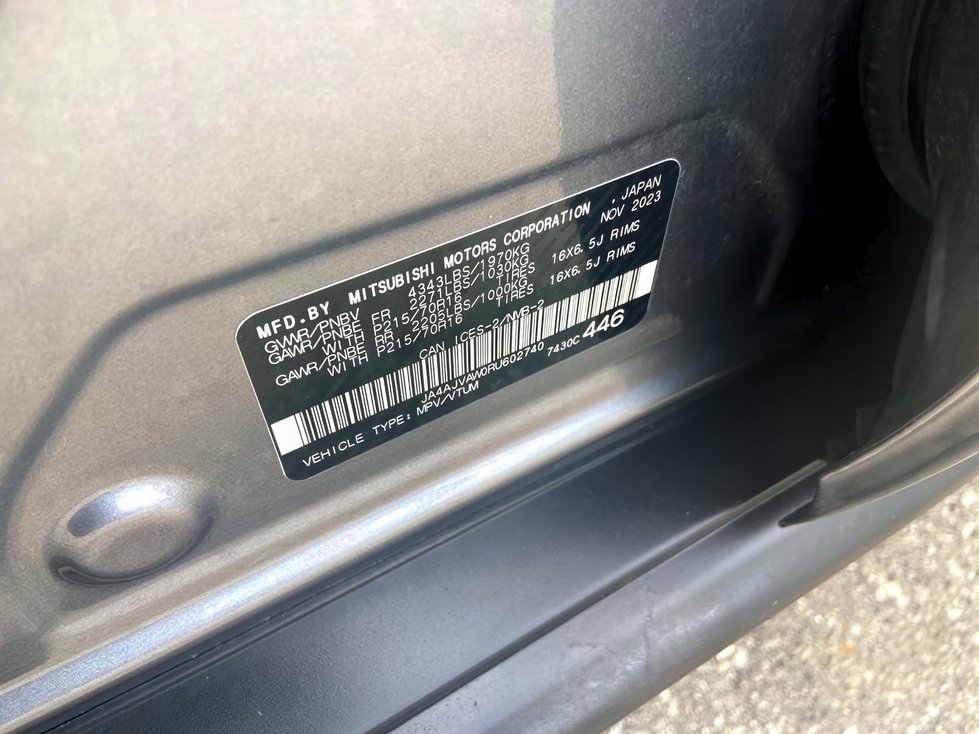 MFD.BY MITSUBISHI MOTORS CORPORATION , JAPAN
GVWR/PNBV 4343LBS/1970KG NOV 2023
GAWR/PNBE FR 2271LBS/1030KG
WITH P215/70R16 TIRES 16X6.5J RIMS
GAWR/PNBE RR 2205LBS/1000KG
WITH P215/70R16 TIRES 16X6.5J RIMS
CAN ICES-2/NMB-2
JA4AJVAW0RU602740 7430C 446
VEHICLE TYPE: MPV/VTUM